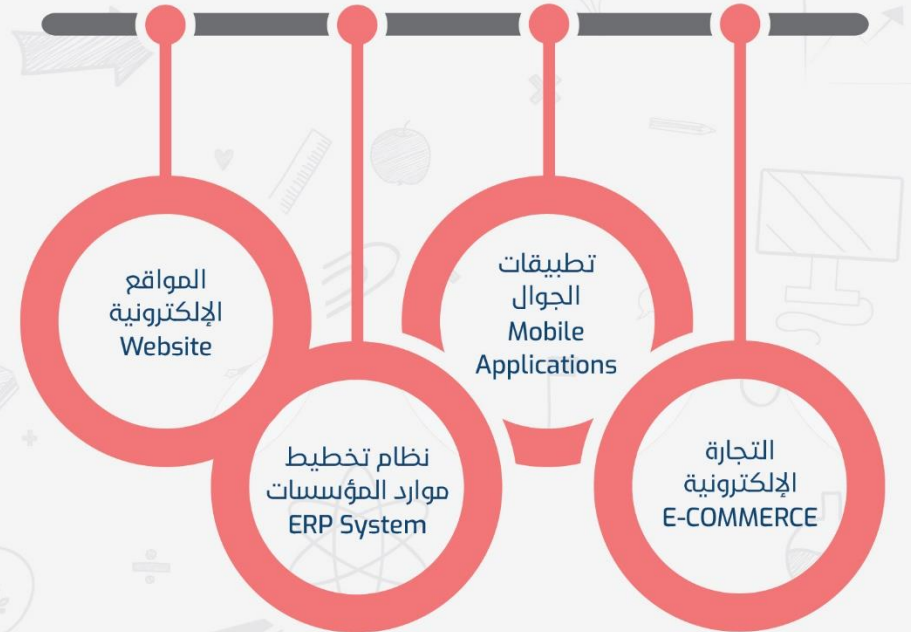 المواقع
الإلكترونية
Website
نظام تخطيط
موارد المؤسسات
ERP System
تطبيقات
الجوال
Mobile
Applications
التجارة
الإلكترونية
E-COMMERCE